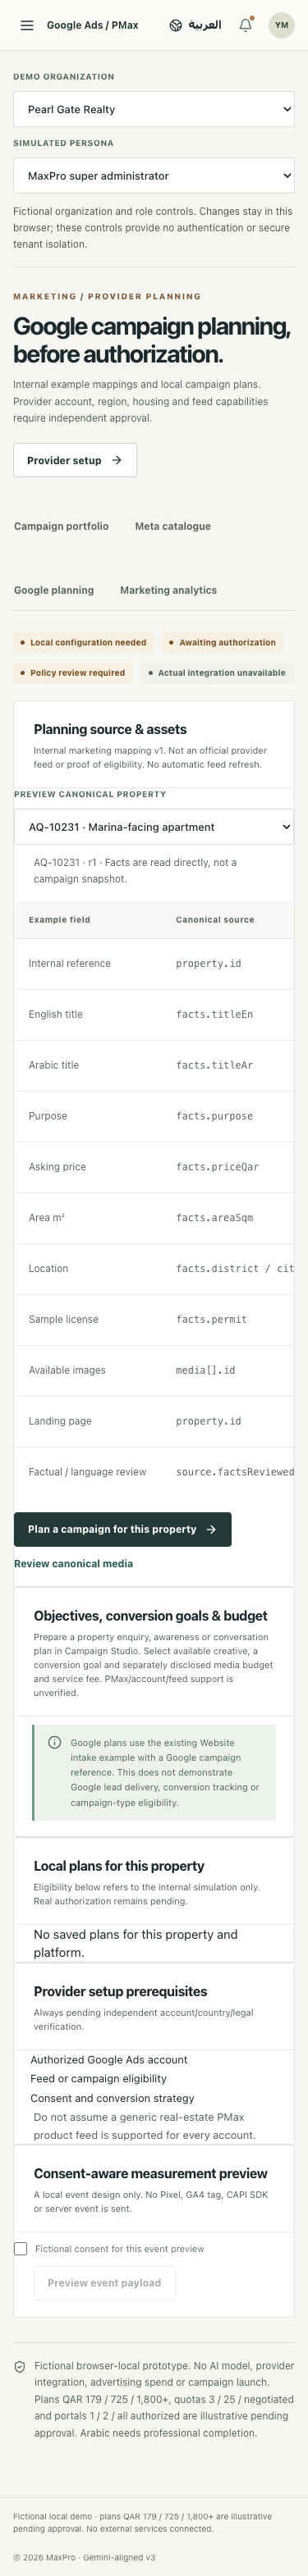 Google Ads / PMax
العربية
YM
DEMO ORGANIZATION
Pearl Gate Realty
SIMULATED PERSONA
MaxPro super administrator
Fictional organization and role controls. Changes stay in this
browser; these controls provide no authentication or secure
tenant isolation.
MARKETING / PROVIDER PLANNING
Google campaign planning,
before authorization.
Internal example mappings and local campaign plans.
Provider account, region, housing and feed capabilities
require independent approval.
Provider setup
Campaign portfolio
Meta catalogue
Google planning
Marketing analytics
Local configuration needed
Awaiting authorization
Policy review required
Actual integration unavailable
Planning source & assets
Internal marketing mapping v1. Not an official provider
feed or proof of eligibility. No automatic feed refresh.
PREVIEW CANONICAL PROPERTY
AQ-10231 · Marina-facing apartment
AQ-10231 · r1 · Facts are read directly, not a
campaign snapshot.
Example field
Canonical source
Internal reference
property.id
English title
facts.titleEn
Arabic title
facts.titleAr
Purpose
facts.purpose
Asking price
facts.priceQar
Area m²
facts.areaSqm
Location
facts.district / cit
Sample license
facts.permit
Available images
media[].id
Landing page
property.id
Factual / language review
source.factsReviewed
Plan a campaign for this property
Review canonical media
Objectives, conversion goals & budget
Prepare a property enquiry, awareness or conversation
plan in Campaign Studio. Select available creative, a
conversion goal and separately disclosed media budget
and service fee. PMax/account/feed support is
unverified.
Google plans use the existing Website
intake example with a Google campaign
reference. This does not demonstrate
Google lead delivery, conversion tracking or
campaign-type eligibility.
Local plans for this property
Eligibility below refers to the internal simulation only.
Real authorization remains pending.
No saved plans for this property and
platform.
Provider setup prerequisites
Always pending independent account/country/legal
verification.
Authorized Google Ads account
Feed or campaign eligibility
Consent and conversion strategy
Do not assume a generic real-estate PMax
product feed is supported for every account.
Consent-aware measurement preview
A local event design only. No Pixel, GA4 tag, CAPI SDK
or server event is sent.
Fictional consent for this event preview
Preview event payload
Fictional browser-local prototype. No AI model, provider
integration, advertising spend or campaign launch.
Plans QAR 179 / 725 / 1,800+, quotas 3 / 25 / negotiated
and portals 1 / 2 / all authorized are illustrative pending
approval. Arabic needs professional completion.
Fictional local demo · plans QAR 179 / 725 / 1,800+ are illustrative
pending approval. No external services connected.
© 2026 MaxPro · Gemini-aligned v3